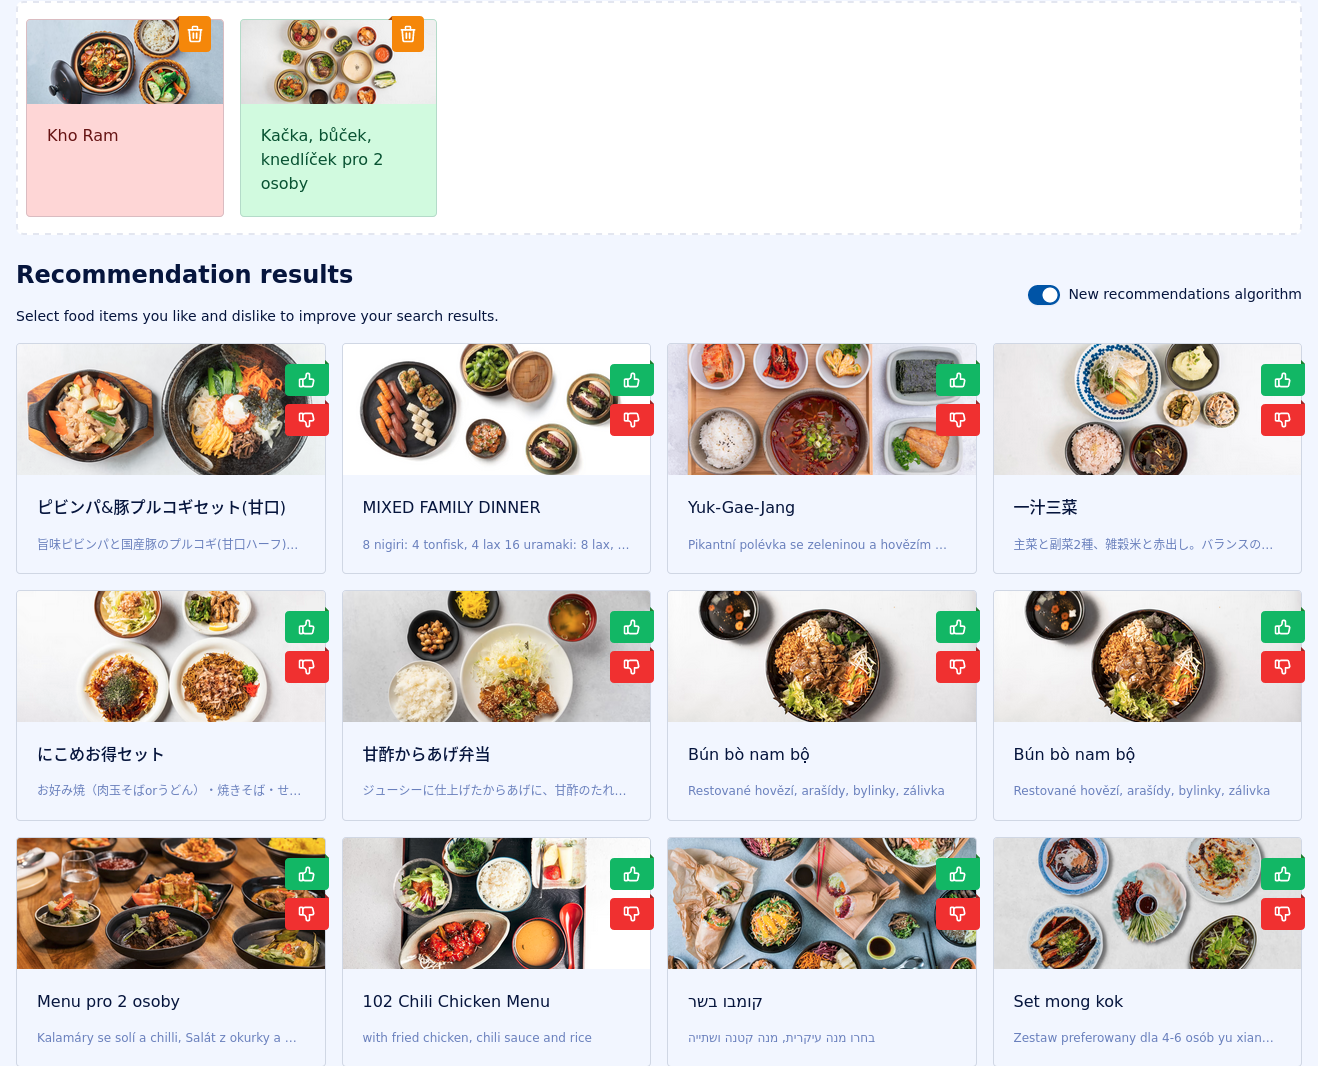 Kho Ram
Kačka, bůček,
knedlíček pro 2
osoby
Recommendation results
New recommendations algorithm
Select food items you like and dislike to improve your search results.
ピビンパ&豚プルコギセット(甘口)
旨味ピビンパと国産豚のプルコギ(甘口ハーフ)…
MIXED FAMILY DINNER
8 nigiri: 4 tonfisk, 4 lax 16 uramaki: 8 lax, …
Yuk-Gae-Jang
Pikantní polévka se zeleninou a hovězím …
一汁三菜
主菜と副菜2種、雑穀米と赤出し。バランスの…
にこめお得セット
お好み焼（肉玉そばorうどん）・焼きそば・せ…
甘酢からあげ弁当
ジューシーに仕上げたからあげに、甘酢のたれ…
Bún bò nam bộ
Restované hovězí, arašídy, bylinky, zálivka
Bún bò nam bộ
Restované hovězí, arašídy, bylinky, zálivka
Menu pro 2 osoby
Kalamáry se solí a chilli, Salát z okurky a …
102 Chili Chicken Menu
with fried chicken, chili sauce and rice
קומבו בשר
בחרו מנה עיקרית, מנה קטנה ושתייה
Set mong kok
Zestaw preferowany dla 4-6 osób yu xian…